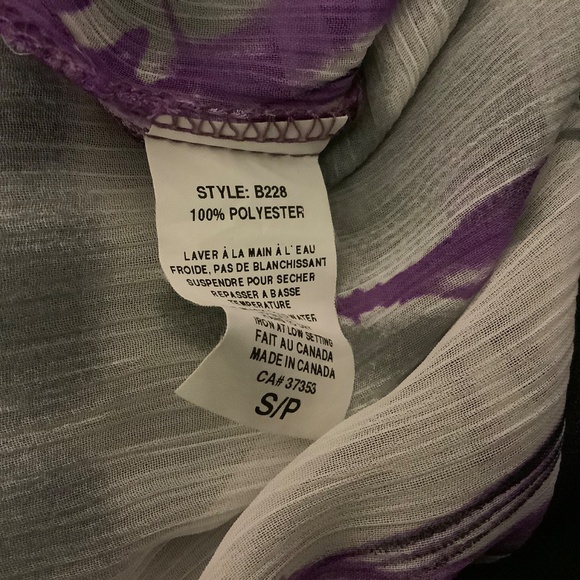 STYLE: B228
100% POLYESTER
LAVER À LA MAIN À L'EAU
FROIDE, PAS DE BLANCHISSANT
SUSPENDRE POUR SECHER
REPASSER A BASSE
TEMPERATURE
WATER
IRON AT LOW SETTING
FAIT AU CANADA
MADE IN CANADA
CA# 37353
S/P